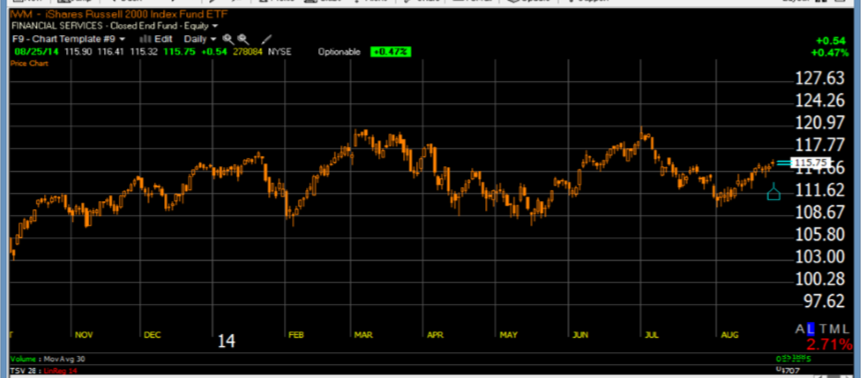 IWM - iShares Russell 2000 Index Fund ETF
FINANCIAL SERVICES - Closed End Fund - Equity
F9 - Chart Template #9 Edit Daily
+0.54
08/25/14 115.90 116.41 115.32 115.75 +0.54 278084 NYSE Optionable +0.47%
+0.47%
Price Chart
127.63
124.26
120.97
117.77
115.75
114.66
111.62
108.67
105.80
103.00
100.28
97.62
NOV DEC 14 FEB MAR APR MAY JUN JUL AUG
A L TML
2.71%
Volume : MovAvg 30
TSV 28 : LinReg 14